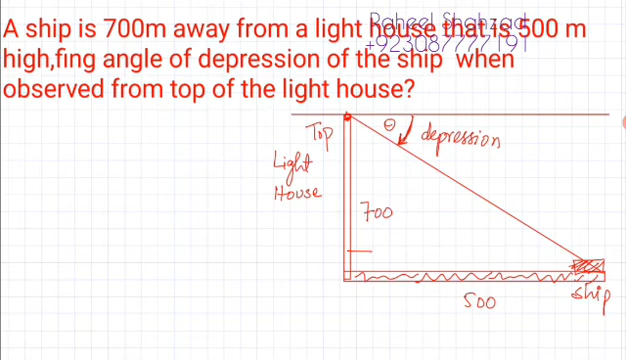 A ship is 700m away from a light house that is 500 m
Raheel Shahzad
+923087777191
high,fing angle of depression of the ship when
observed from top of the light house?
Top
θ depression
Light
House
700
500
ship